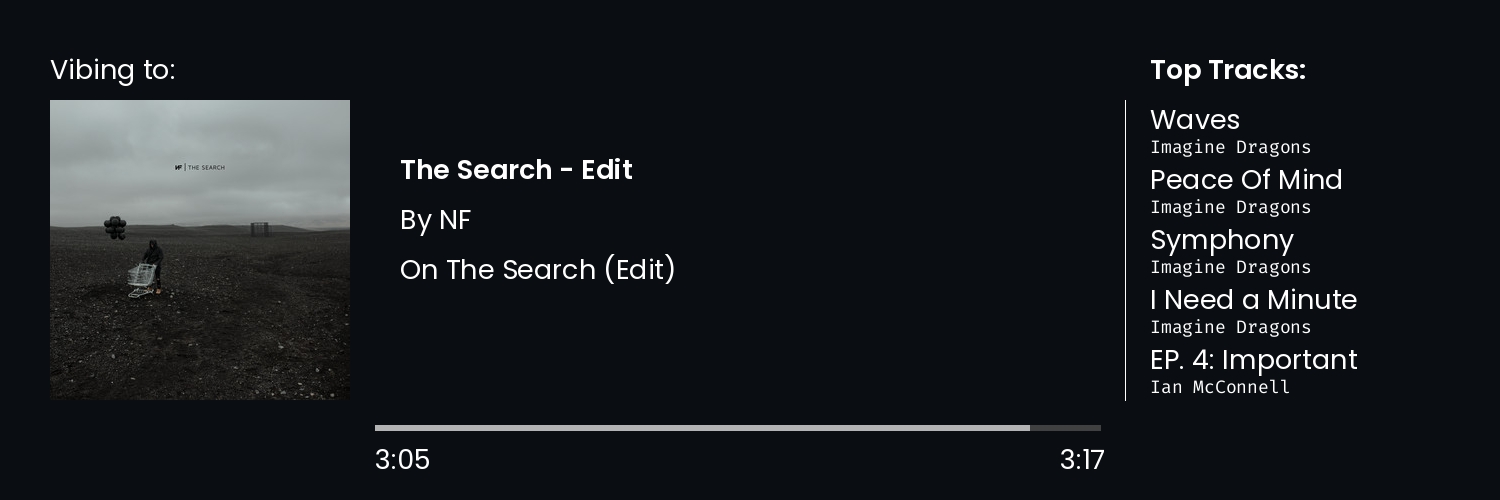 Vibing to:
NF | THE SEARCH
The Search - Edit
By NF
On The Search (Edit)
3:05
3:17
Top Tracks:
Waves
Imagine Dragons
Peace Of Mind
Imagine Dragons
Symphony
Imagine Dragons
I Need a Minute
Imagine Dragons
EP. 4: Important
Ian McConnell